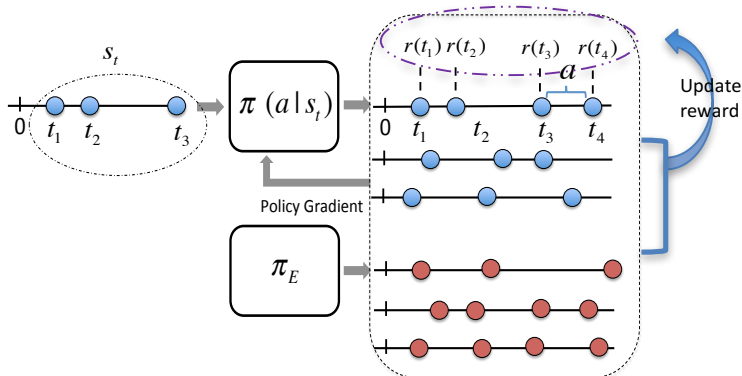 s_t
0 t_1 t_2 t_3
π (a | s_t)
r(t_1) r(t_2) r(t_3) r(t_4)
a
0 t_1 t_2 t_3 t_4
Update
reward
Policy Gradient
π_E